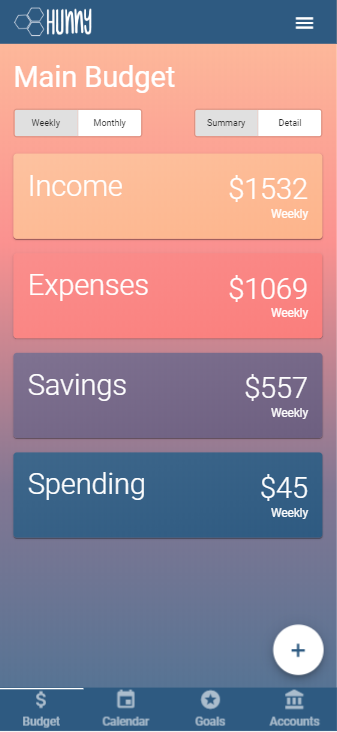 HUNNY
Main Budget
Weekly Monthly Summary Detail
Income
$1532
Weekly
Expenses
$1069
Weekly
Savings
$557
Weekly
Spending
$45
Weekly
+
$
Budget Calendar Goals Accounts